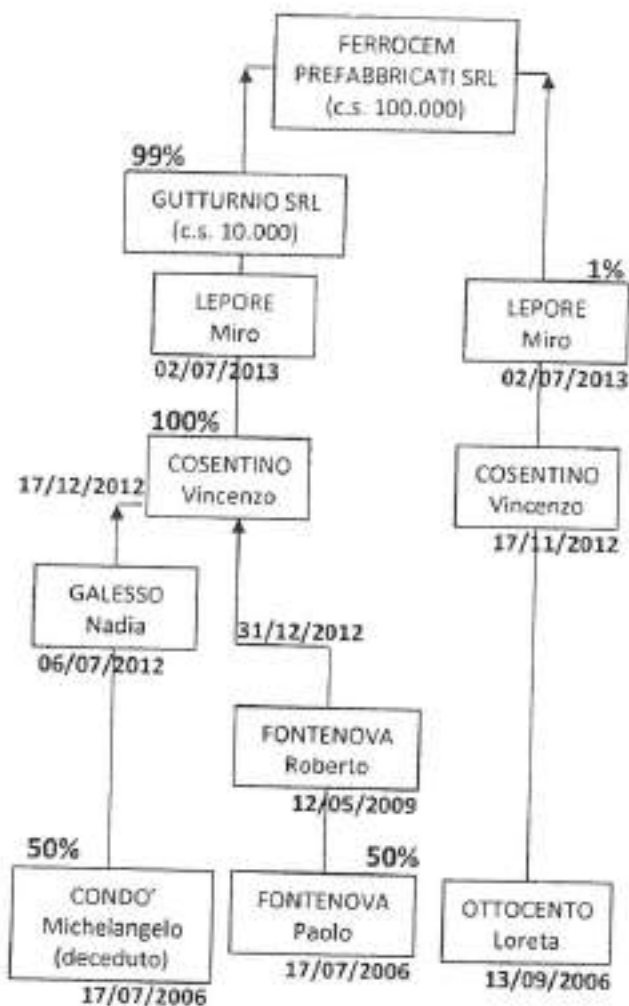 FERROCEM
PREFABBRICATI SRL
(c.s. 100.000)
99%
GUTTURNIO SRL
(c.s. 10.000)
LEPORE
Miro
02/07/2013
1%
LEPORE
Miro
02/07/2013
100%
COSENTINO
Vincenzo
17/12/2012
COSENTINO
Vincenzo
17/11/2012
GALESSO
Nadia
06/07/2012
31/12/2012
FONTENOVA
Roberto
12/05/2009
50%
CONDO'
Michelangelo
(deceduto)
17/07/2006
50%
FONTENOVA
Paolo
17/07/2006
OTTOCENTO
Loreta
13/09/2006